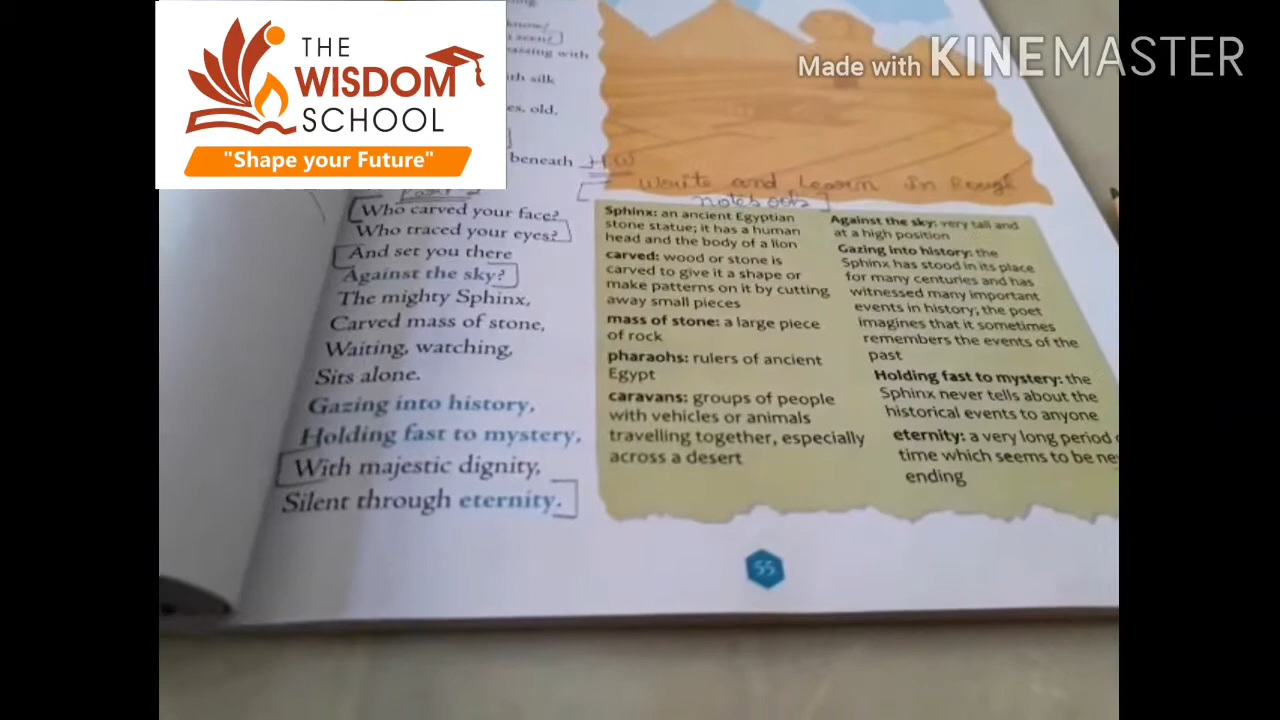 THE
WISDOM
SCHOOL
"Shape your Future"
Made with KINEMASTER
know?
passing with
silk
old,
beneath
H.W
Write and Learn in Rough
Who carved your face?
Who traced your eyes?
And set you there
Against the sky?
The mighty Sphinx,
Carved mass of stone,
Waiting, watching,
Sits alone.
Gazing into history,
Holding fast to mystery,
With majestic dignity,
Silent through eternity.
Sphinx: an ancient Egyptian
stone statue; it has a human
head and the body of a lion
carved: wood or stone is
carved to give it a shape or
make patterns on it by cutting
away small pieces
mass of stone: a large piece
of rock
pharaohs: rulers of ancient
Egypt
caravans: groups of people
with vehicles or animals
travelling together, especially
across a desert
Against the sky: very tall and
at a high position
Gazing into history: the
Sphinx has stood in its place
for many centuries and has
witnessed many important
events in history; the poet
imagines that it sometimes
remembers the events of the
past
Holding fast to mystery: the
Sphinx never tells about the
historical events to anyone
eternity: a very long period
time which seems to be
ending
55